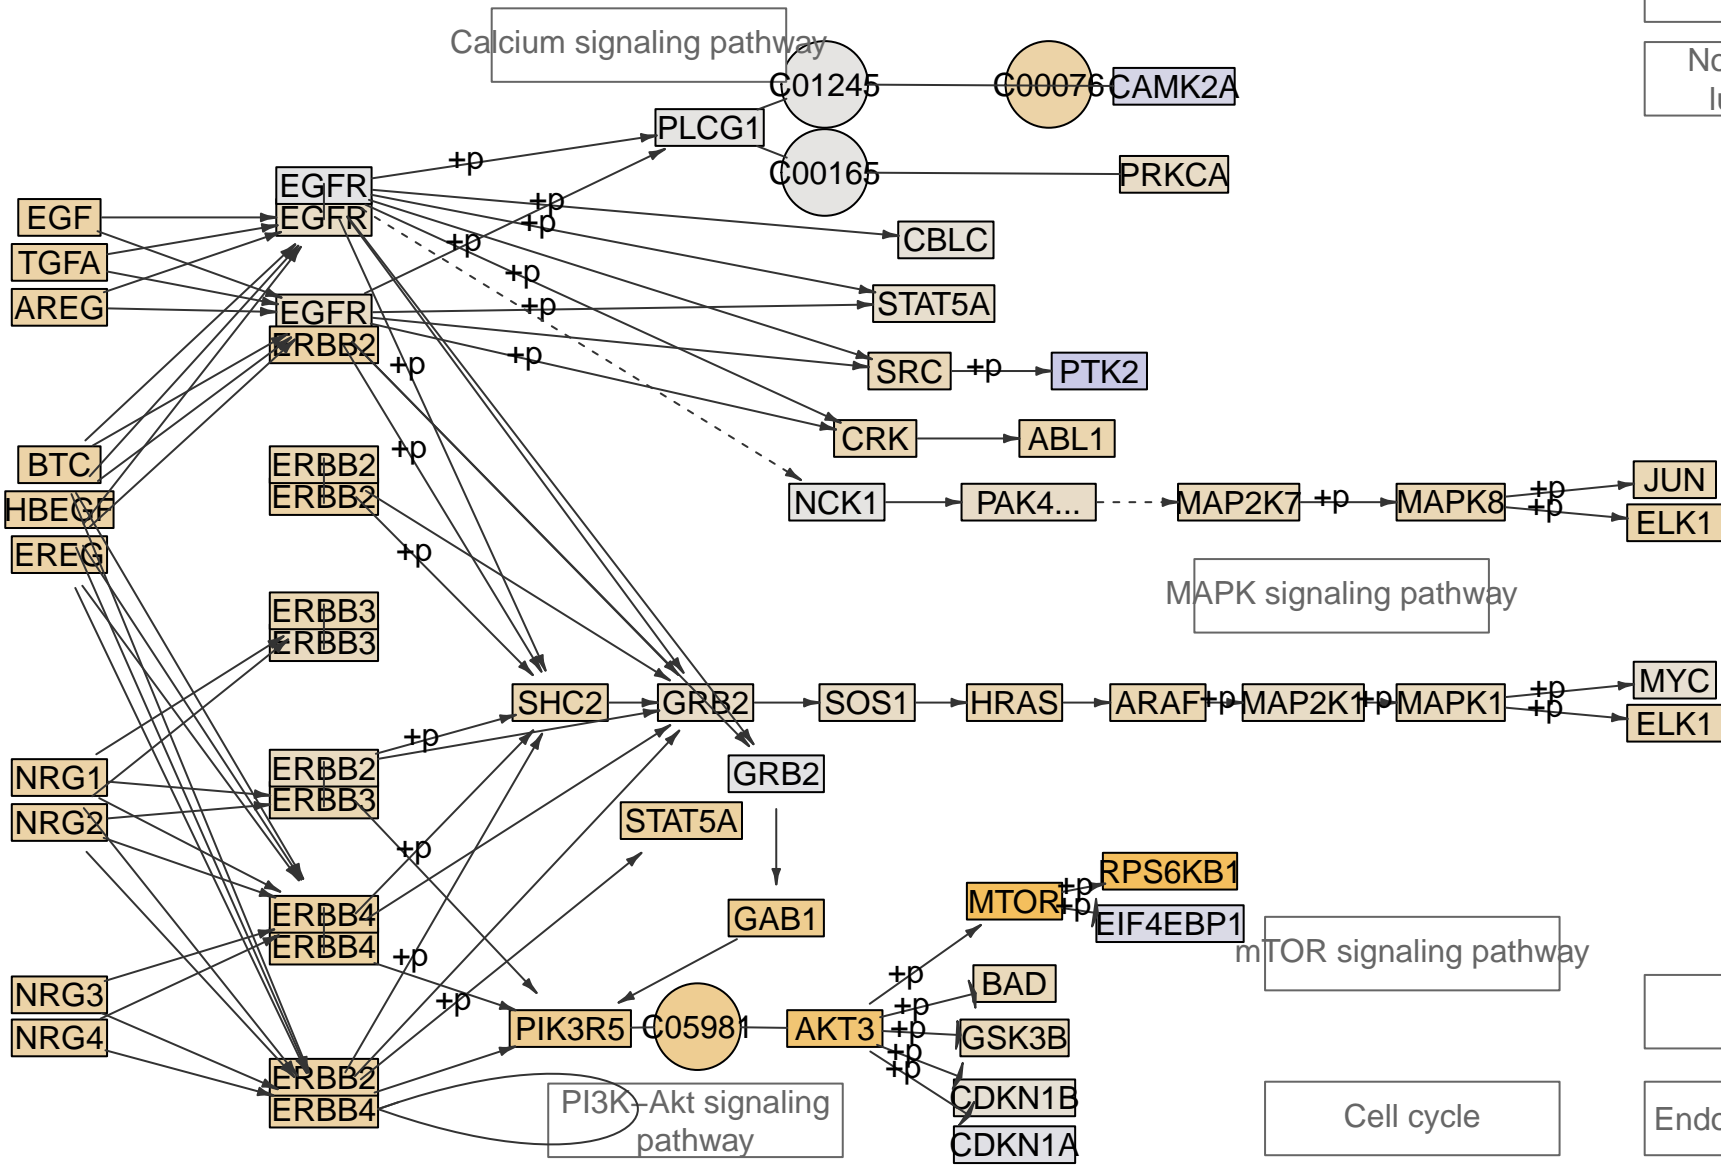 Calcium signaling pathway
No
lu
C01245
C00076
CAMK2A
PLCG1
+p
C00165
PRKCA
EGFR
EGF
EGFR
+p
+p
CBLC
TGFA
+p
+p
AREG
EGFR
+p
STAT5A
ERBB2
+p
+p
SRC
+p
PTK2
CRK
ABL1
BTC
ERBB2
+p
JUN
HBEGF
ERBB2
NCK1
PAK4...
MAP2K7
+p
MAPK8
+p
+p
ELK1
EREG
+p
MAPK signaling pathway
ERBB3
ERBB3
SHC2
GRB2
SOS1
HRAS
ARAF
+p
MAP2K1
+p
MAPK1
+p
+p
MYC
ELK1
+p
NRG1
ERBB2
GRB2
ERBB3
NRG2
STAT5A
+p
RPS6KB1
+p
MTOR
+p
ERBB4
GAB1
EIF4EBP1
ERBB4
+p
mTOR signaling pathway
+p
BAD
NRG3
+p
+p
NRG4
PIK3R5
C05981
AKT3
+p
GSK3B
+p
+p
ERBB2
ERBB4
PI3K−Akt signaling
pathway
CDKN1B
CDKN1A
Cell cycle
Endo